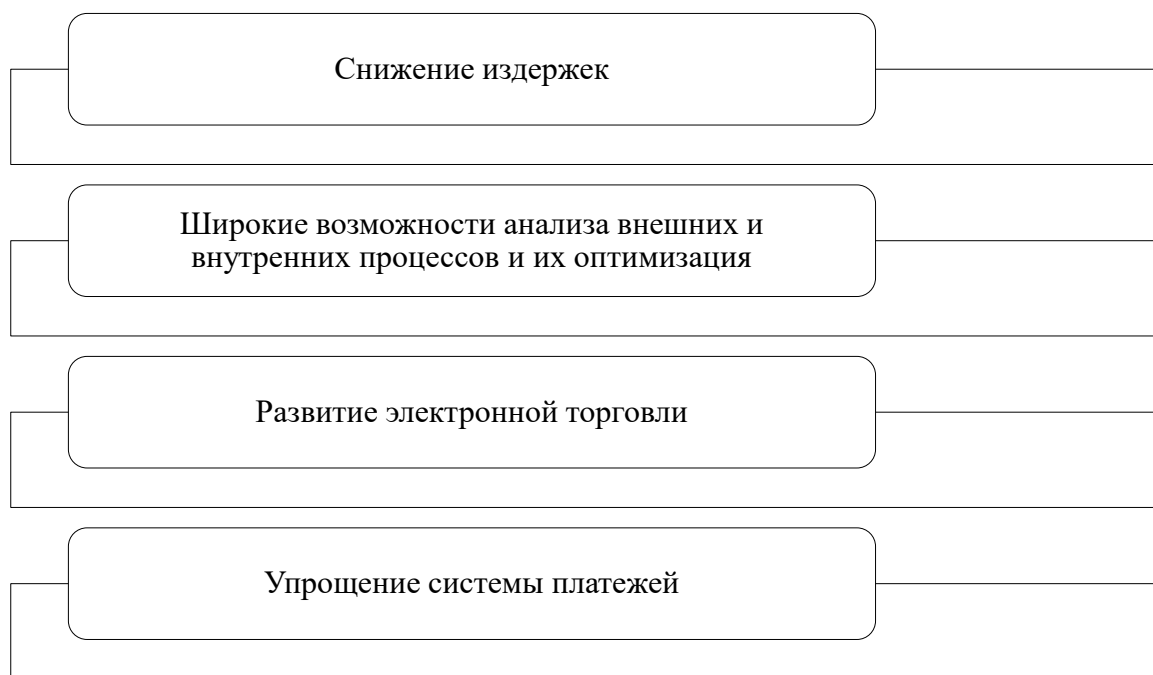 Снижение издержек
Широкие возможности анализа внешних и
внутренних процессов и их оптимизация
Развитие электронной торговли
Упрощение системы платежей